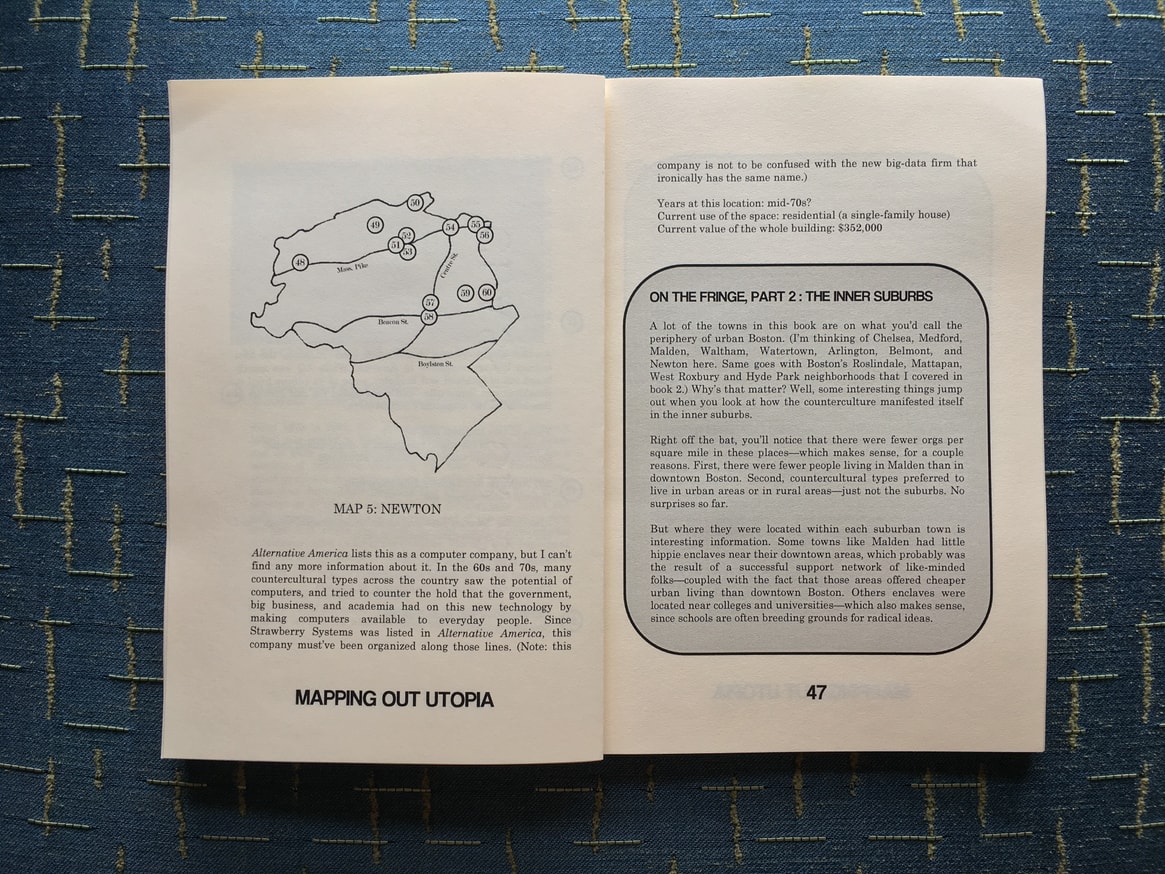 50
49
54
55
52
56
51
53
48
Mass. Pike
Centre St.
59
60
57
58
Beacon St.
Boylston St.
MAP 5: NEWTON
Alternative America lists this as a computer company, but I can't
find any more information about it. In the 60s and 70s, many
countercultural types across the country saw the potential of
computers, and tried to counter the hold that the government,
big business, and academia had on this new technology by
making computers available to everyday people. Since
Strawberry Systems was listed in Alternative America, this
company must've been organized along those lines. (Note: this
MAPPING OUT UTOPIA
company is not to be confused with the new big-data firm that
ironically has the same name.)
Years at this location: mid-70s?
Current use of the space: residential (a single-family house)
Current value of the whole building: $352,000
ON THE FRINGE, PART 2 : THE INNER SUBURBS
A lot of the towns in this book are on what you'd call the
periphery of urban Boston. (I'm thinking of Chelsea, Medford,
Malden, Waltham, Watertown, Arlington, Belmont, and
Newton here. Same goes with Boston's Roslindale, Mattapan,
West Roxbury and Hyde Park neighborhoods that I covered in
book 2.) Why's that matter? Well, some interesting things jump
out when you look at how the counterculture manifested itself
in the inner suburbs.
Right off the bat, you'll notice that there were fewer orgs per
square mile in these places—which makes sense, for a couple
reasons. First, there were fewer people living in Malden than in
downtown Boston. Second, countercultural types preferred to
live in urban areas or in rural areas—just not the suburbs. No
surprises so far.
But where they were located within each suburban town is
interesting information. Some towns like Malden had little
hippie enclaves near their downtown areas, which probably was
the result of a successful support network of like-minded
folks—coupled with the fact that those areas offered cheaper
urban living than downtown Boston. Others enclaves were
located near colleges and universities—which also makes sense,
since schools are often breeding grounds for radical ideas.
47